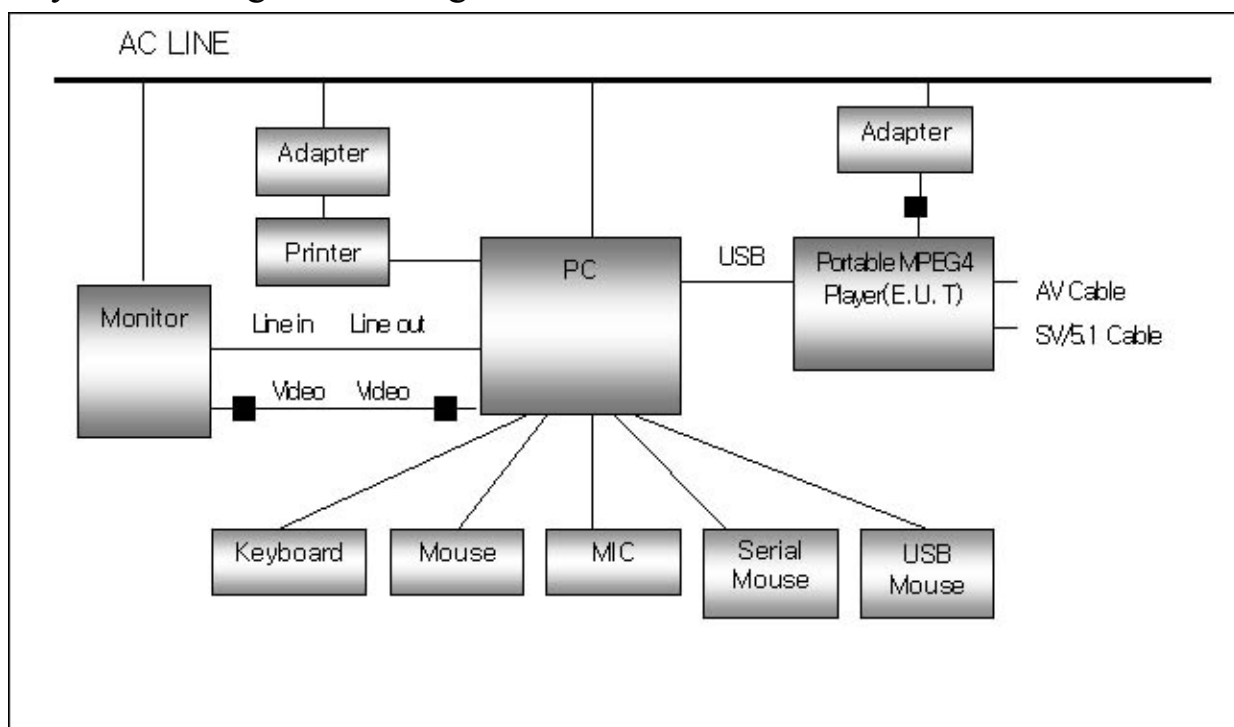 AC LINE
Adapter
Adapter
Printer
PC
USB
Portable MPEG4
Player(E. U. T)
AV Cable
SV/5.1 Cable
Monitor
Line in
Line out
Video
Video
Keyboard
Mouse
MIC
Serial
Mouse
USB
Mouse